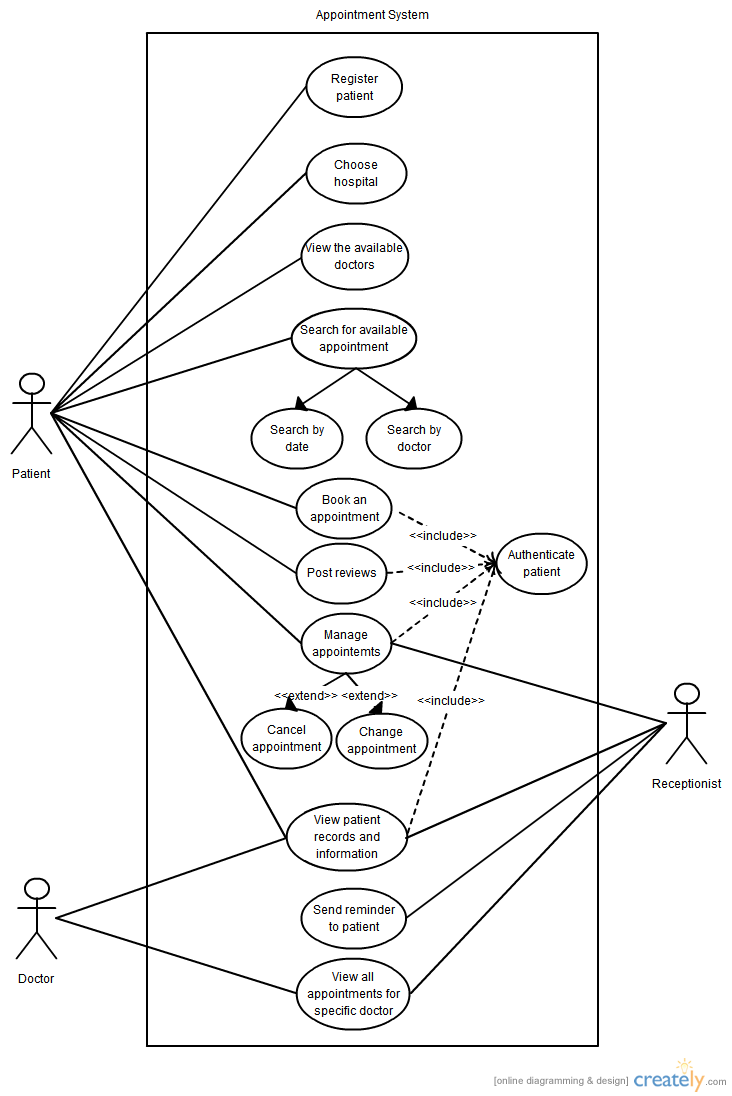 Appointment System
Register
patient
Choose
hospital
View the available
doctors
Search for available
appointment
Search by
date
Search by
doctor
Patient
Book an
appointment
<<include>>
Authenticate
patient
Post reviews
<<include>>
<<include>>
Manage
appointemts
<<extend>>
<extend>>
Cancel
appointment
Change
appointment
<<include>>
Receptionist
View patient
records and
information
Doctor
Send reminder
to patient
View all
appointments for
specific doctor
[online diagramming & design] creately.com